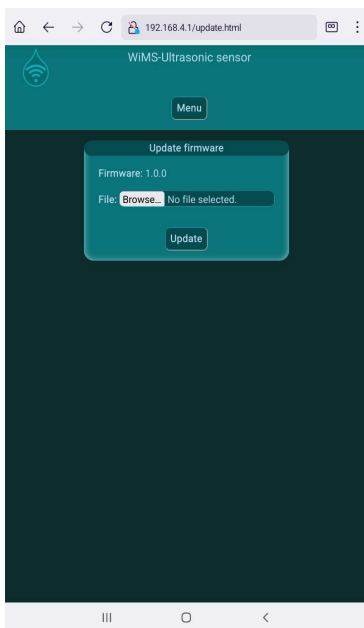 192.168.4.1/update.html
WiMS-Ultrasonic sensor
Menu
Update firmware
Firmware: 1.0.0
File: Browse... No file selected.
Update